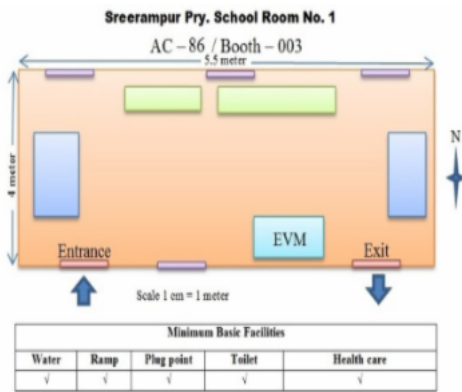 Sreerampur Pry. School Room No. 1
AC – 86 / Booth – 003
5.5 meter
4 meter
N
EVM
Entrance
Exit
Scale 1 cm = 1 meter
Minimum Basic Facilities
Water Ramp Plug point Toilet Health care
√ √ √ √ √